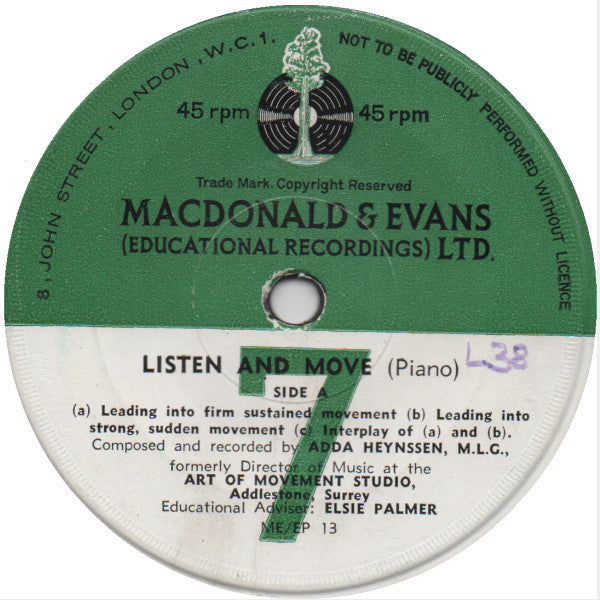 8, JOHN STREET, LONDON, W.C.1.
NOT TO BE PUBLICLY PERFORMED WITHOUT LICENCE
45 rpm 45 rpm
Trade Mark. Copyright Reserved
MACDONALD & EVANS
(EDUCATIONAL RECORDINGS) LTD.
LISTEN AND MOVE (Piano) L38
7
SIDE A
(a) Leading into firm sustained movement (b) Leading into
strong, sudden movement (c) Interplay of (a) and (b).
Composed and recorded by ADDA HEYNSSEN, M.L.G.,
formerly Director of Music at the
ART OF MOVEMENT STUDIO,
Addlestone, Surrey
Educational Adviser: ELSIE PALMER
ME/EP 13